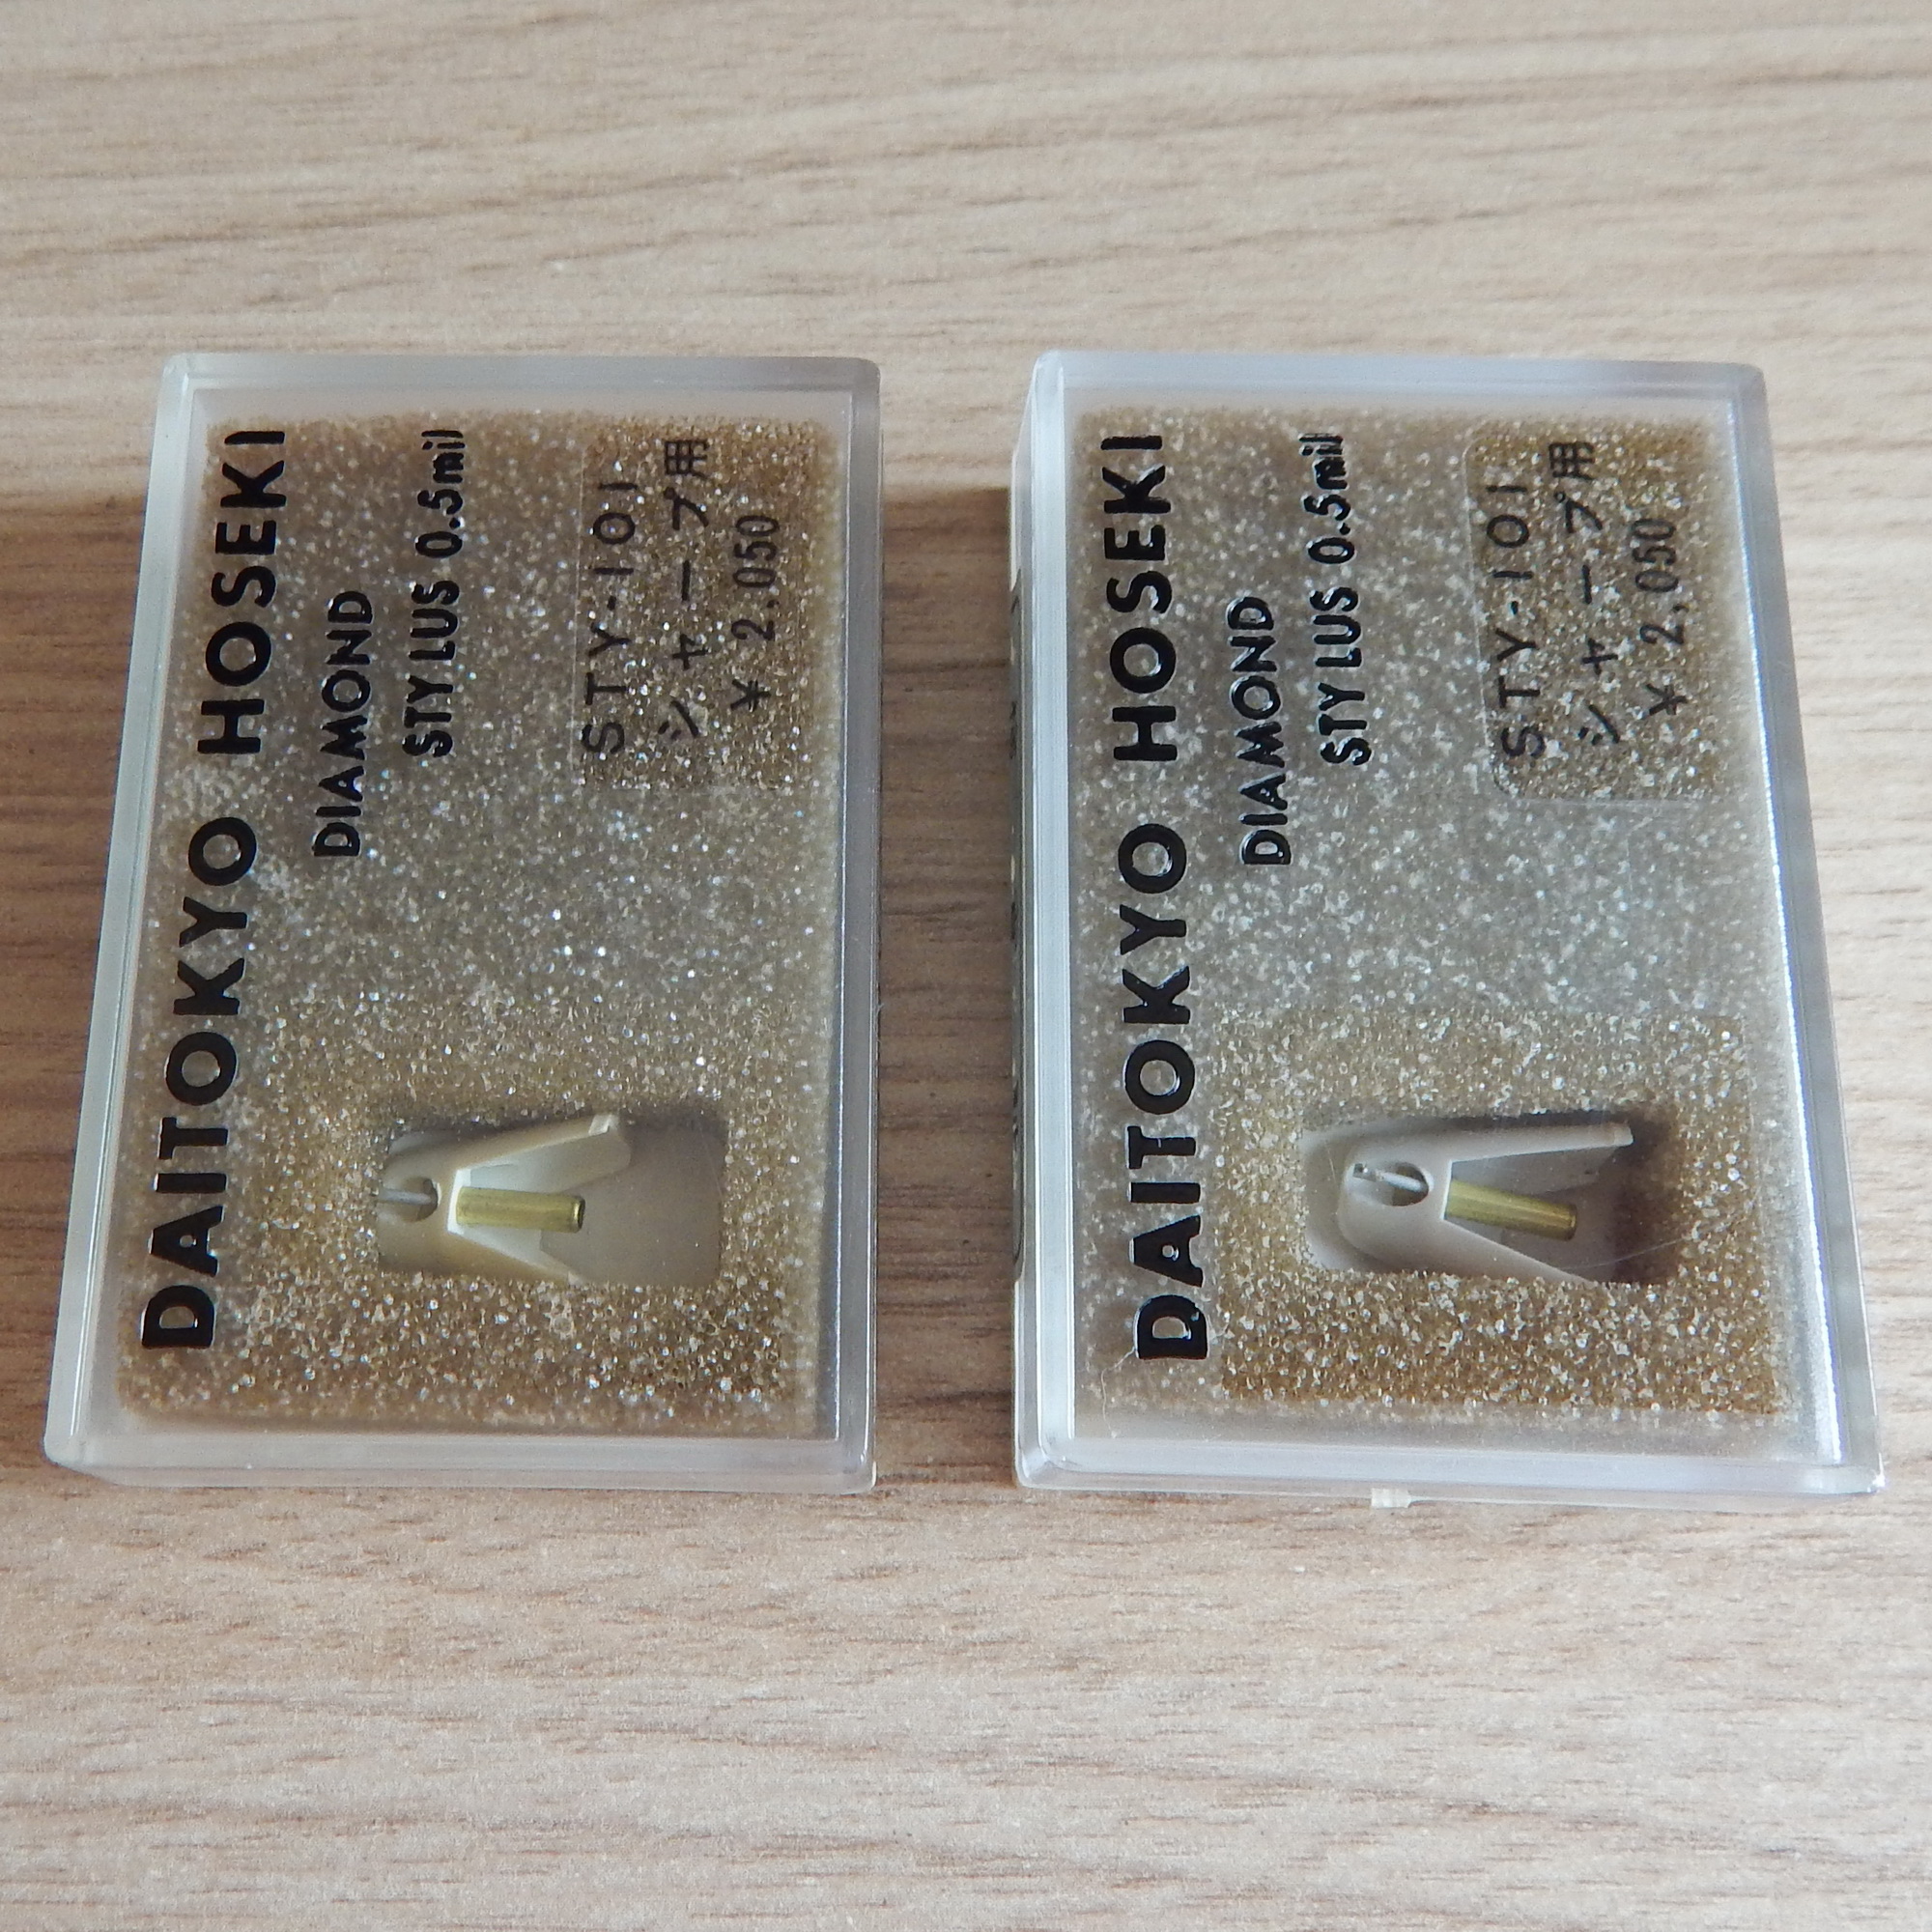 DAITOKYO HOSEKI
DIAMOND
STYLUS 0.5mil
STY-101
シャープ用
¥ 2,050
DAITOKYO HOSEKI
DIAMOND
STYLUS 0.5mil
STY-101
シャープ用
¥ 2,050